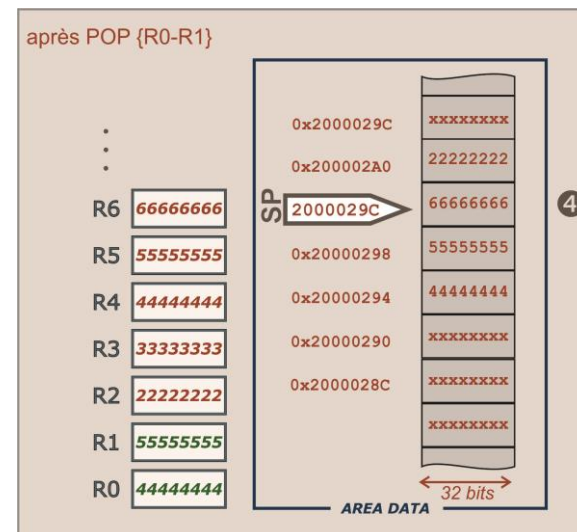 après POP {R0-R1}
0x2000029C xxxxxxxx
0x200002A0 22222222
R6 66666666 SP 2000029C 66666666 ❹
R5 55555555 0x20000298 55555555
R4 44444444 0x20000294 44444444
R3 33333333 0x20000290 xxxxxxxx
R2 22222222 0x2000028C xxxxxxxx
R1 55555555 xxxxxxxx
R0 44444444 32 bits
AREA DATA